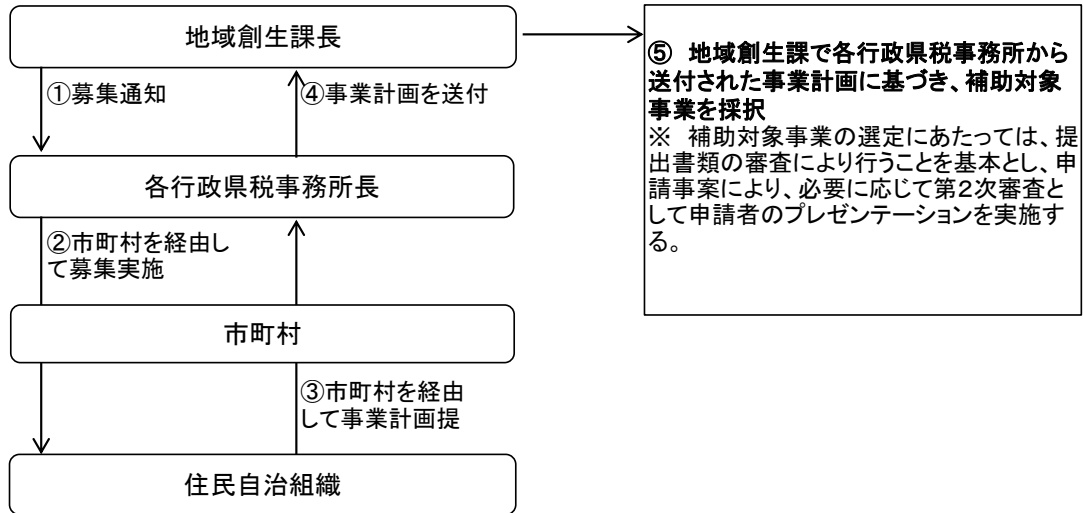 地域創生課長
①募集通知
④事業計画を送付
各行政県税事務所長
②市町村を経由し
て募集実施
市町村
③市町村を経由
して事業計画提
住民自治組織
⑤　地域創生課で各行政県税事務所から
送付された事業計画に基づき、補助対象
事業を採択
※　補助対象事業の選定にあたっては、提
出書類の審査により行うことを基本とし、申
請事案により、必要に応じて第2次審査と
して申請者のプレゼンテーションを実施す
る。